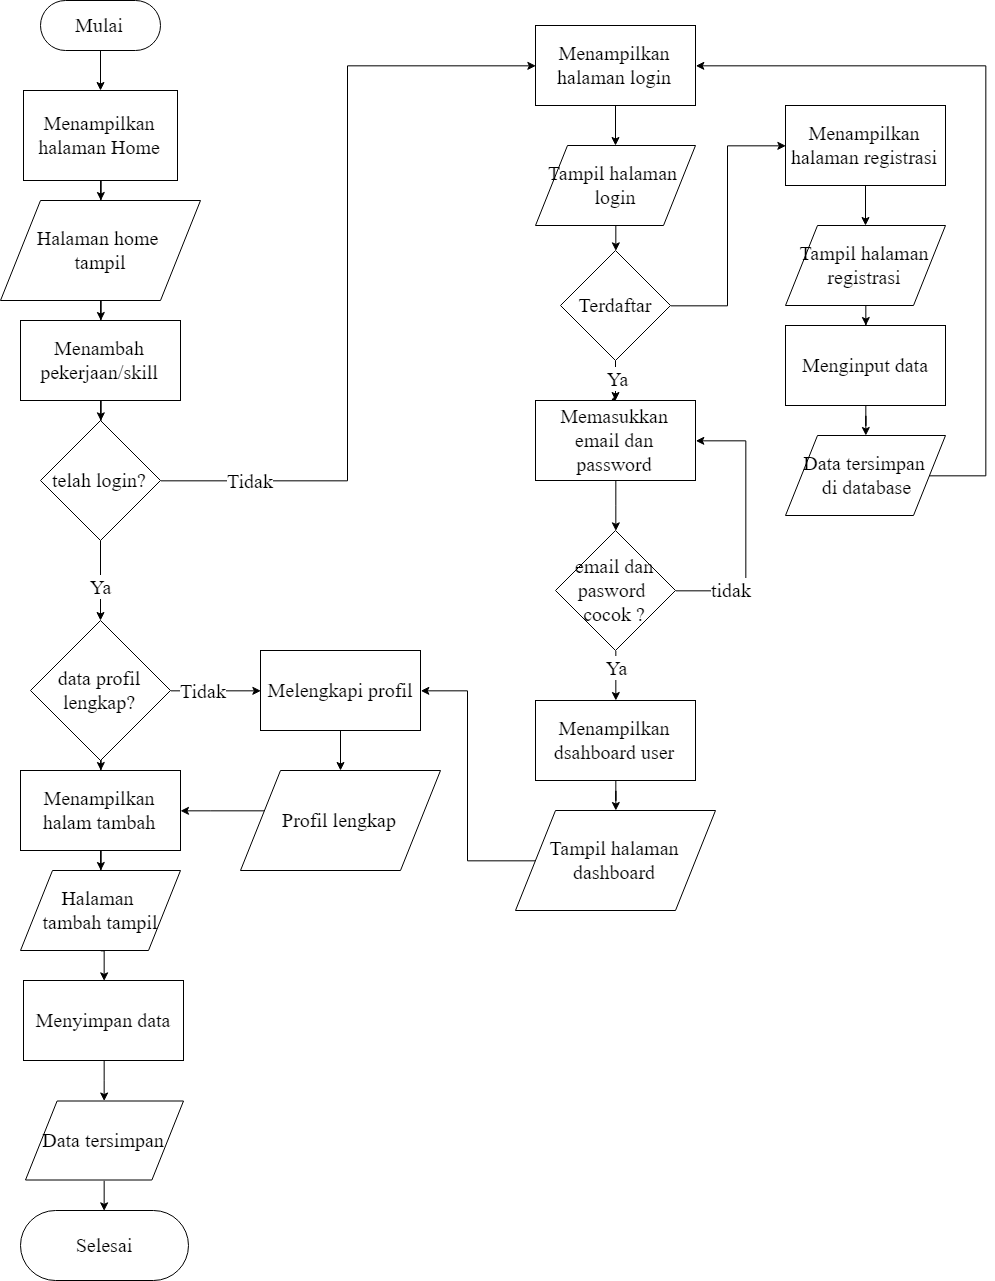 Mulai
Menampilkan
halaman Home
Halaman home
tampil
Menambah
pekerjaan/skill
telah login?
Tidak
Ya
data profil
lengkap?
Tidak
Melengkapi profil
Profil lengkap
Menampilkan
halam tambah
Halaman
tambah tampil
Menyimpan data
Data tersimpan
Selesai
Menampilkan
halaman login
Tampil halaman
login
Terdaftar
Ya
Memasukkan
email dan
password
email dan
pasword
cocok ?
tidak
Ya
Menampilkan
dsahboard user
Tampil halaman
dashboard
Menampilkan
halaman registrasi
Tampil halaman
registrasi
Menginput data
Data tersimpan
di database